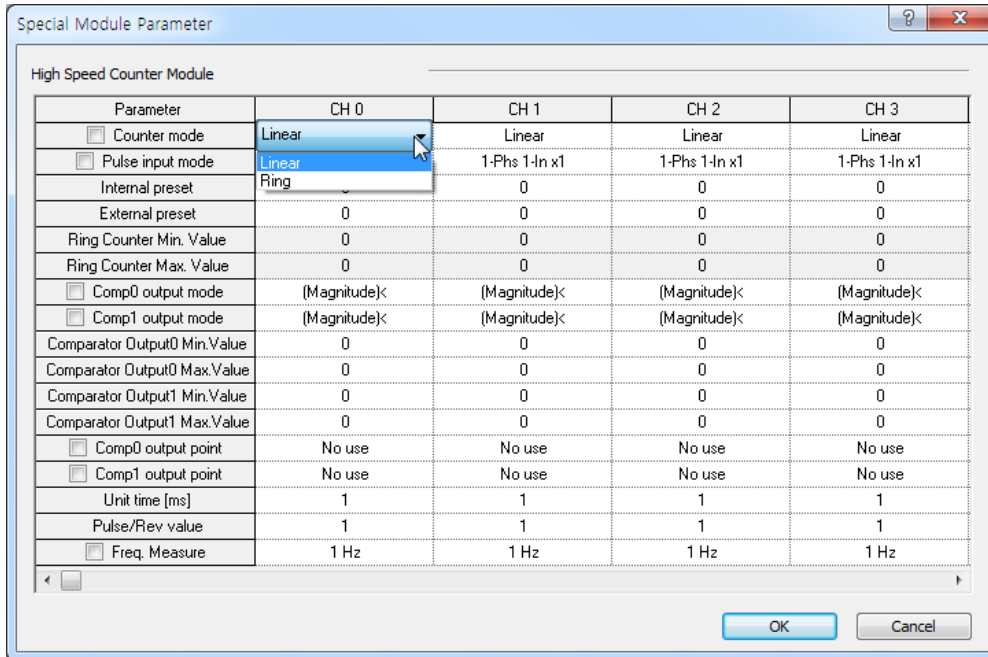 Special Module Parameter
High Speed Counter Module
Parameter CH 0 CH 1 CH 2 CH 3
Counter mode Linear Linear Linear Linear
Linear
Ring
Pulse input mode 1-Phs 1-In x1 1-Phs 1-In x1 1-Phs 1-In x1
Internal preset 0 0 0
External preset 0 0 0 0
Ring Counter Min. Value 0 0 0 0
Ring Counter Max. Value 0 0 0 0
Comp0 output mode (Magnitude)< (Magnitude)< (Magnitude)< (Magnitude)<
Comp1 output mode (Magnitude)< (Magnitude)< (Magnitude)< (Magnitude)<
Comparator Output0 Min.Value 0 0 0 0
Comparator Output0 Max.Value 0 0 0 0
Comparator Output1 Min.Value 0 0 0 0
Comparator Output1 Max.Value 0 0 0 0
Comp0 output point No use No use No use No use
Comp1 output point No use No use No use No use
Unit time [ms] 1 1 1 1
Pulse/Rev value 1 1 1 1
Freq. Measure 1 Hz 1 Hz 1 Hz 1 Hz
OK Cancel